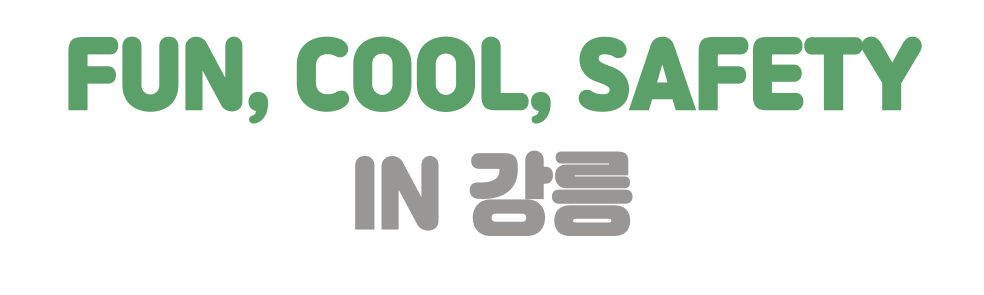 FUN, COOL, SAFETY
IN 강릉